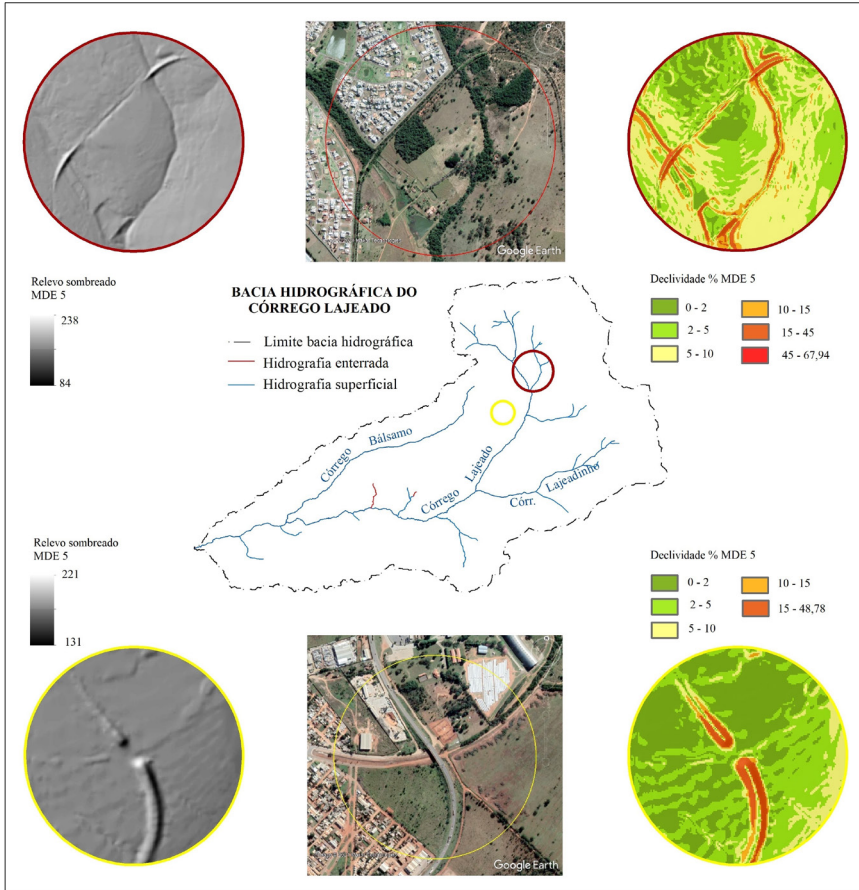 Google Earth
Relevo sombreado
MDE 5
238
84
BACIA HIDROGRÁFICA DO
CÓRREGO LAJEADO
Limite bacia hidrográfica
Hidrografia enterrada
Hidrografia superficial
Declividade % MDE 5
0 - 2
2 - 5
5 - 10
10 - 15
15 - 45
45 - 67,94
Córrego Bálsamo
Córrego Lajeado
Córr. Lajeadinho
Relevo sombreado
MDE 5
221
131
Declividade % MDE 5
0 - 2
2 - 5
5 - 10
10 - 15
15 - 48,78
Google Earth